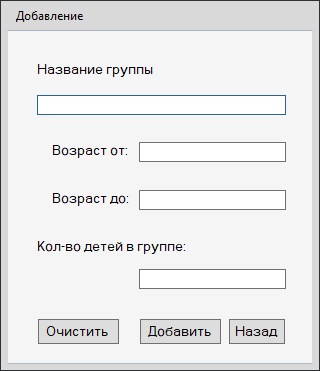 Добавление
Название группы
Возраст от:
Возраст до:
Кол-во детей в группе:
Очистить Добавить Назад